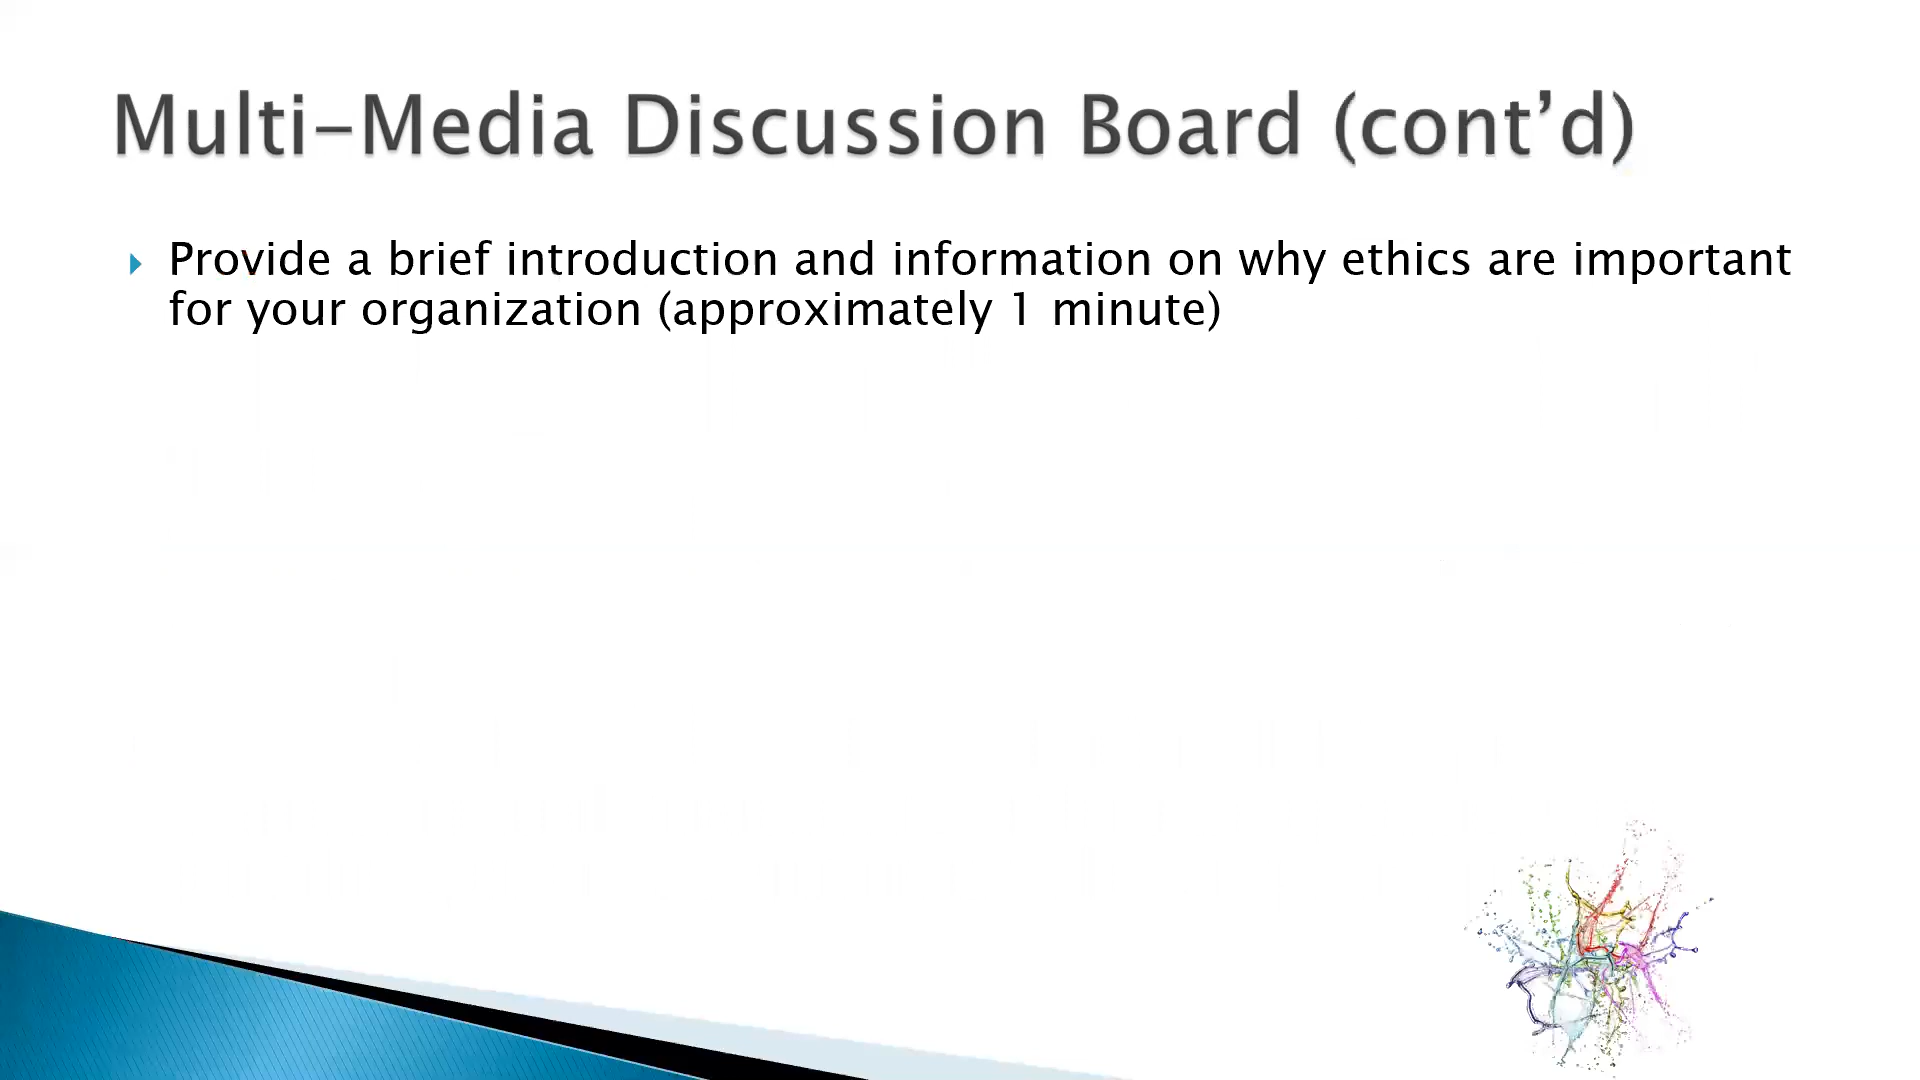 Multi-Media Discussion Board (cont’d)
Provide a brief introduction and information on why ethics are important
for your organization (approximately 1 minute)